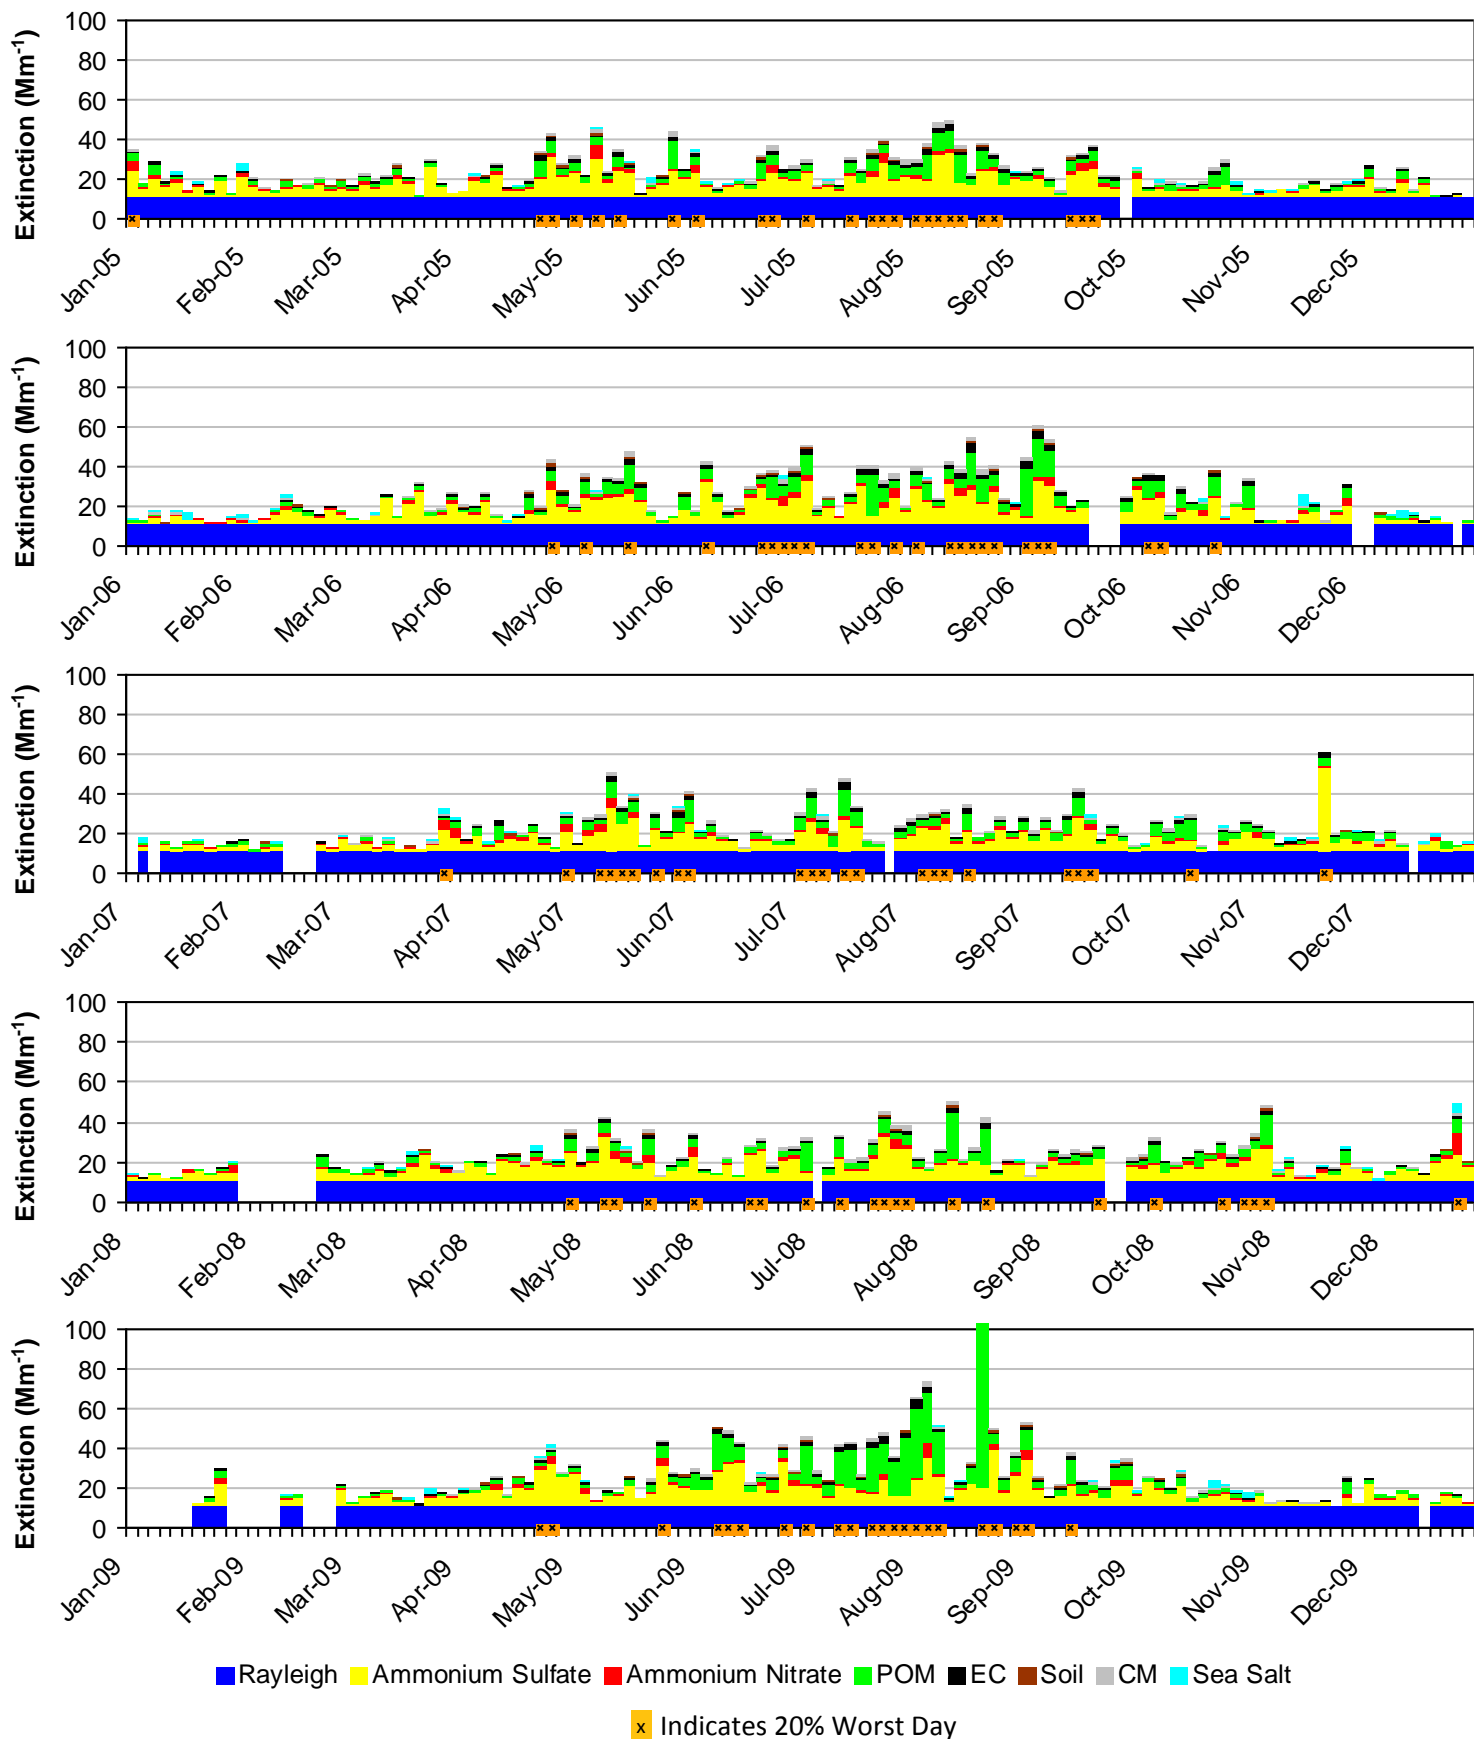 Extinction (Mm⁻¹)
100
80
60
40
20
0
Jan-05 Feb-05 Mar-05 Apr-05 May-05 Jun-05 Jul-05 Aug-05 Sep-05 Oct-05 Nov-05 Dec-05
Extinction (Mm⁻¹)
100
80
60
40
20
0
Jan-06 Feb-06 Mar-06 Apr-06 May-06 Jun-06 Jul-06 Aug-06 Sep-06 Oct-06 Nov-06 Dec-06
Extinction (Mm⁻¹)
100
80
60
40
20
0
Jan-07 Feb-07 Mar-07 Apr-07 May-07 Jun-07 Jul-07 Aug-07 Sep-07 Oct-07 Nov-07 Dec-07
Extinction (Mm⁻¹)
100
80
60
40
20
0
Jan-08 Feb-08 Mar-08 Apr-08 May-08 Jun-08 Jul-08 Aug-08 Sep-08 Oct-08 Nov-08 Dec-08
Extinction (Mm⁻¹)
100
80
60
40
20
0
Jan-09 Feb-09 Mar-09 Apr-09 May-09 Jun-09 Jul-09 Aug-09 Sep-09 Oct-09 Nov-09 Dec-09
Rayleigh Ammonium Sulfate Ammonium Nitrate POM EC Soil CM Sea Salt
x Indicates 20% Worst Day